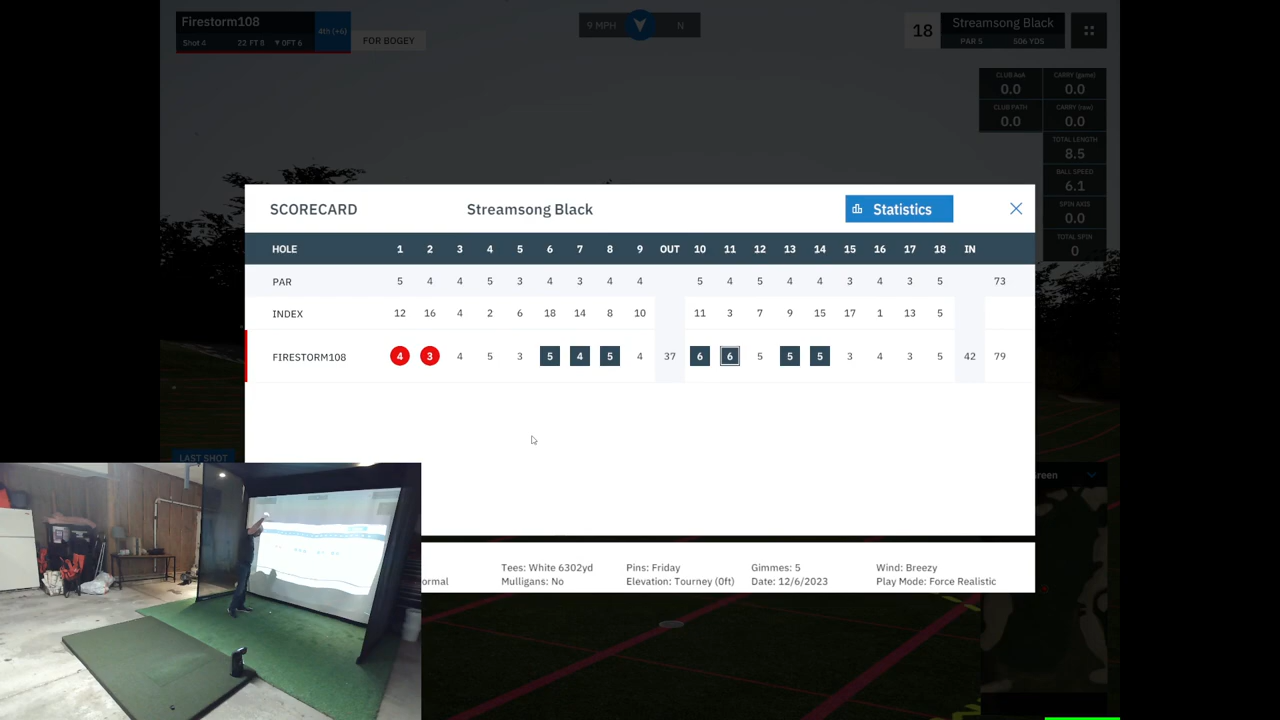 Firestorm108
Shot 4 22 FT 8 ▼0FT 6
4th (+6)
FOR BOGEY
9 MPH N
18
Streamsong Black
PAR 5 506 YDS
CLUB AoA CARRY (game)
0.0 0.0
CLUB PATH CARRY (raw)
0.0 0.0
TOTAL LENGTH
8.5
BALL SPEED
6.1
SPIN AXIS
0.0
TOTAL SPIN
0
SCORECARD Streamsong Black Statistics
HOLE 1 2 3 4 5 6 7 8 9 OUT 10 11 12 13 14 15 16 17 18 IN
PAR 5 4 4 5 3 4 3 4 4 5 4 5 4 4 3 4 3 5 73
INDEX 12 16 4 2 6 18 14 8 10 11 3 7 9 15 17 1 13 5
FIRESTORM108 4 3 4 5 3 5 4 5 4 37 6 6 5 5 5 3 4 3 5 42 79
LAST SHOT
reen
Tees: White 6302yd Pins: Friday Gimmes: 5 Wind: Breezy
ormal Mulligans: No Elevation: Tourney (0ft) Date: 12/6/2023 Play Mode: Force Realistic